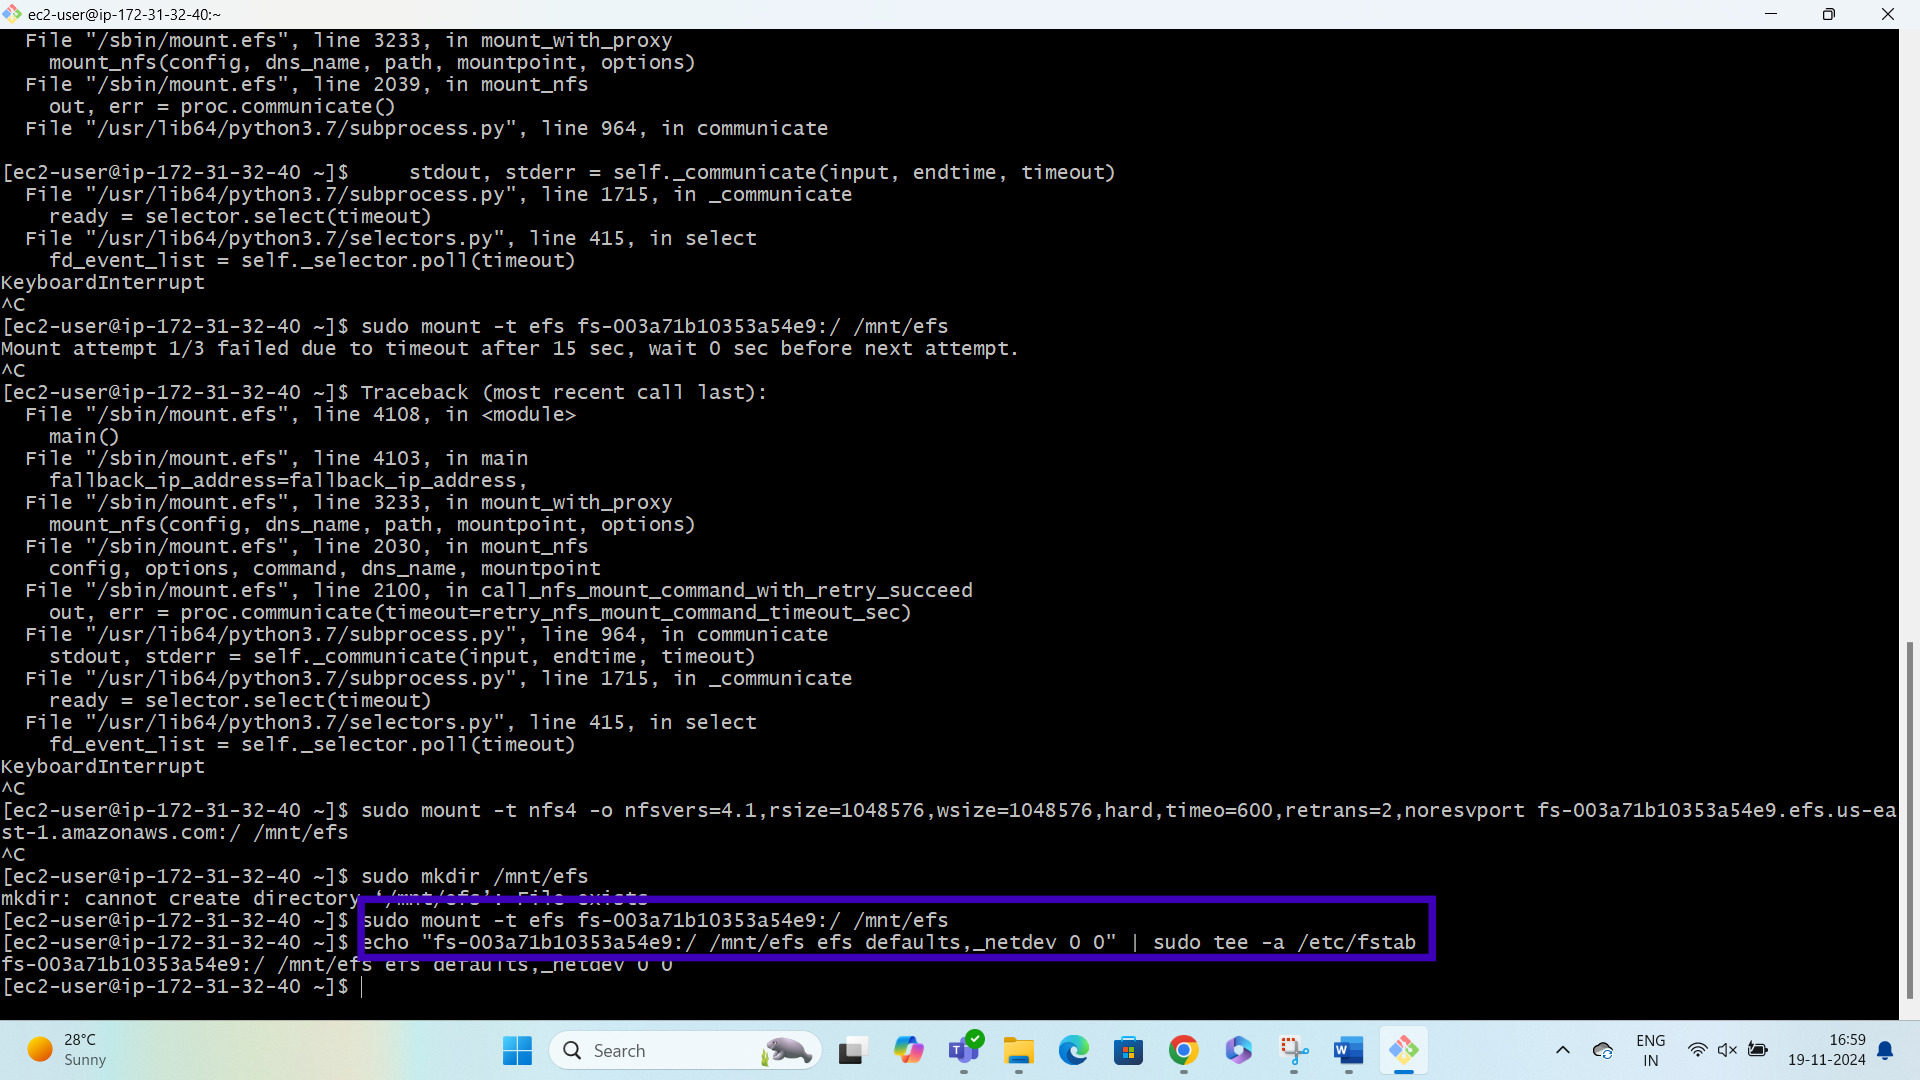 ec2-user@ip-172-31-32-40:~
File "/sbin/mount.efs", line 3233, in mount_with_proxy
mount_nfs(config, dns_name, path, mountpoint, options)
File "/sbin/mount.efs", line 2039, in mount_nfs
out, err = proc.communicate()
File "/usr/lib64/python3.7/subprocess.py", line 964, in communicate
[ec2-user@ip-172-31-32-40 ~]$     stdout, stderr = self._communicate(input, endtime, timeout)
File "/usr/lib64/python3.7/subprocess.py", line 1715, in _communicate
ready = selector.select(timeout)
File "/usr/lib64/python3.7/selectors.py", line 415, in select
fd_event_list = self._selector.poll(timeout)
KeyboardInterrupt
^C
[ec2-user@ip-172-31-32-40 ~]$ sudo mount -t efs fs-003a71b10353a54e9:/ /mnt/efs
Mount attempt 1/3 failed due to timeout after 15 sec, wait 0 sec before next attempt.
^C
[ec2-user@ip-172-31-32-40 ~]$ Traceback (most recent call last):
File "/sbin/mount.efs", line 4108, in <module>
main()
File "/sbin/mount.efs", line 4103, in main
fallback_ip_address=fallback_ip_address,
File "/sbin/mount.efs", line 3233, in mount_with_proxy
mount_nfs(config, dns_name, path, mountpoint, options)
File "/sbin/mount.efs", line 2030, in mount_nfs
config, options, command, dns_name, mountpoint
File "/sbin/mount.efs", line 2100, in call_nfs_mount_command_with_retry_succeed
out, err = proc.communicate(timeout=retry_nfs_mount_command_timeout_sec)
File "/usr/lib64/python3.7/subprocess.py", line 964, in communicate
stdout, stderr = self._communicate(input, endtime, timeout)
File "/usr/lib64/python3.7/subprocess.py", line 1715, in _communicate
ready = selector.select(timeout)
File "/usr/lib64/python3.7/selectors.py", line 415, in select
fd_event_list = self._selector.poll(timeout)
KeyboardInterrupt
^C
[ec2-user@ip-172-31-32-40 ~]$ sudo mount -t nfs4 -o nfsvers=4.1,rsize=1048576,wsize=1048576,hard,timeo=600,retrans=2,noresvport fs-003a71b10353a54e9.efs.us-ea
st-1.amazonaws.com:/ /mnt/efs
^C
[ec2-user@ip-172-31-32-40 ~]$ sudo mkdir /mnt/efs
mkdir: cannot create directory ‘/mnt/efs’: File exists
[ec2-user@ip-172-31-32-40 ~]$ sudo mount -t efs fs-003a71b10353a54e9:/ /mnt/efs
[ec2-user@ip-172-31-32-40 ~]$ echo "fs-003a71b10353a54e9:/ /mnt/efs efs defaults,_netdev 0 0" | sudo tee -a /etc/fstab
fs-003a71b10353a54e9:/ /mnt/efs efs defaults,_netdev 0 0
[ec2-user@ip-172-31-32-40 ~]$
28°C
Sunny
Search
ENG
IN
16:59
19-11-2024